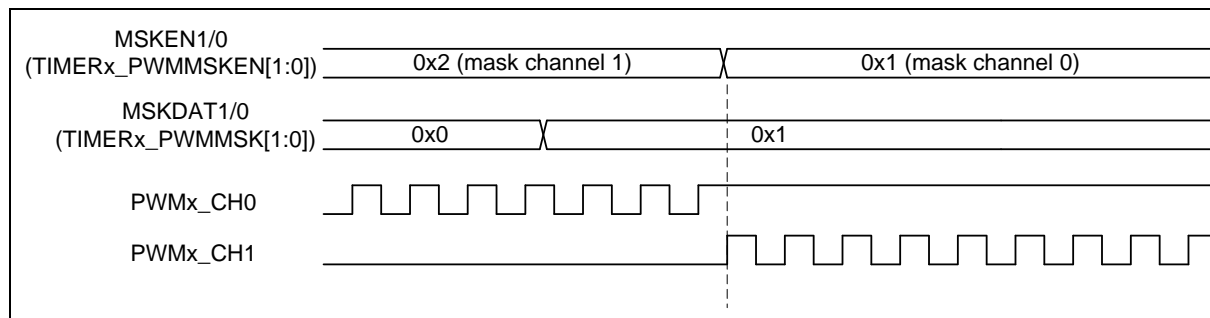 MSKEN1/0
(TIMERx_PWMMSKEN[1:0])
0x2 (mask channel 1)
0x1 (mask channel 0)
MSKDAT1/0
(TIMERx_PWMMSK[1:0])
0x0
0x1
PWMx_CH0
PWMx_CH1